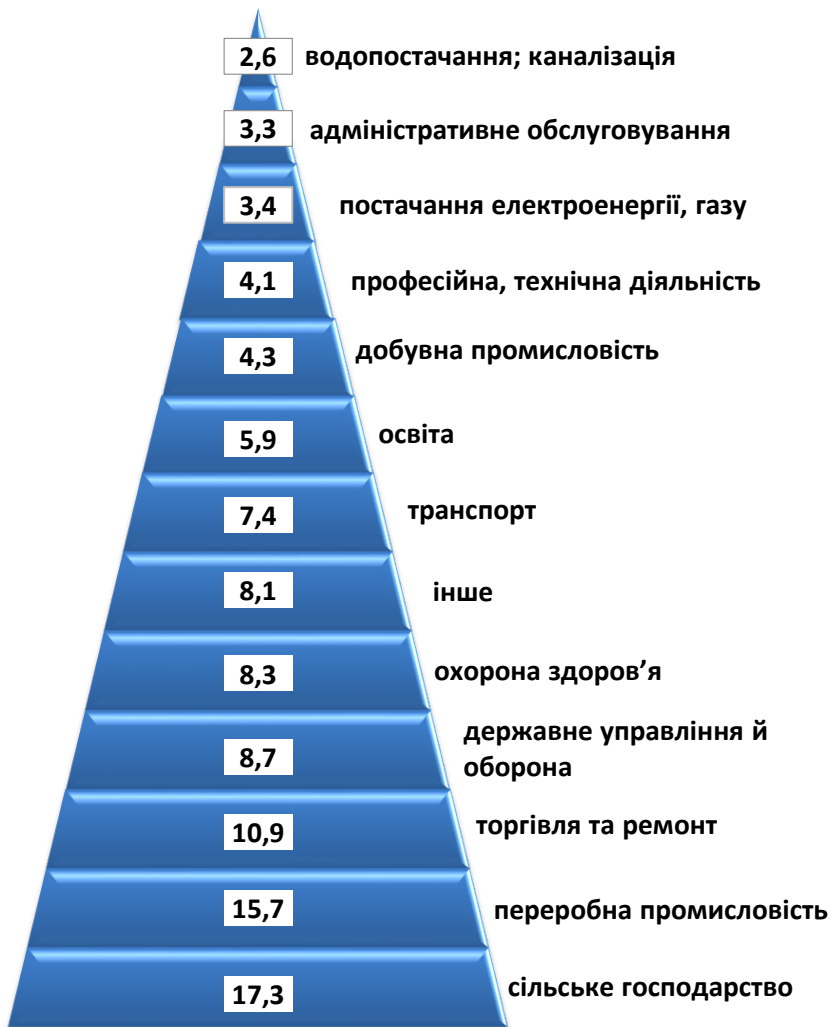 2,6 водопостачання; каналізація
3,3 адміністративне обслуговування
3,4 постачання електроенергії, газу
4,1 професійна, технічна діяльність
4,3 добувна промисловість
5,9 освіта
7,4 транспорт
8,1 інше
8,3 охорона здоров’я
8,7 державне управління й
оборона
10,9 торгівля та ремонт
15,7 переробна промисловість
17,3 сільське господарство